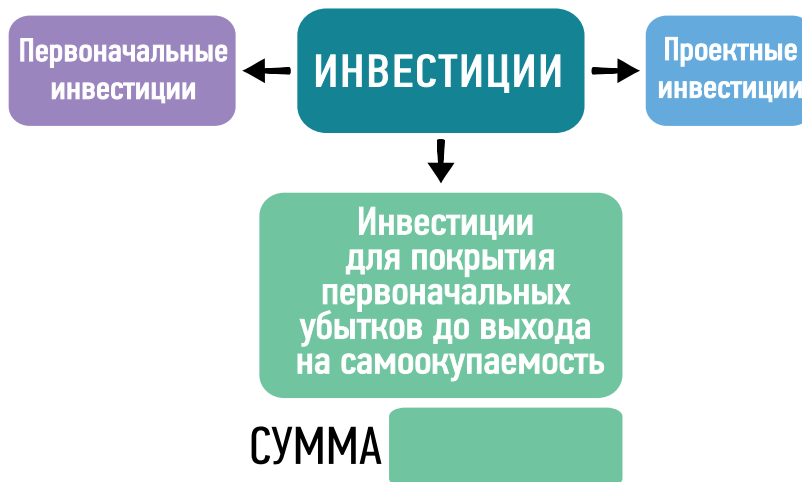 Первоначальные
инвестиции
ИНВЕСТИЦИИ
Проектные
инвестиции
Инвестиции
для покрытия
первоначальных
убытков до выхода
на самоокупаемость
СУММА